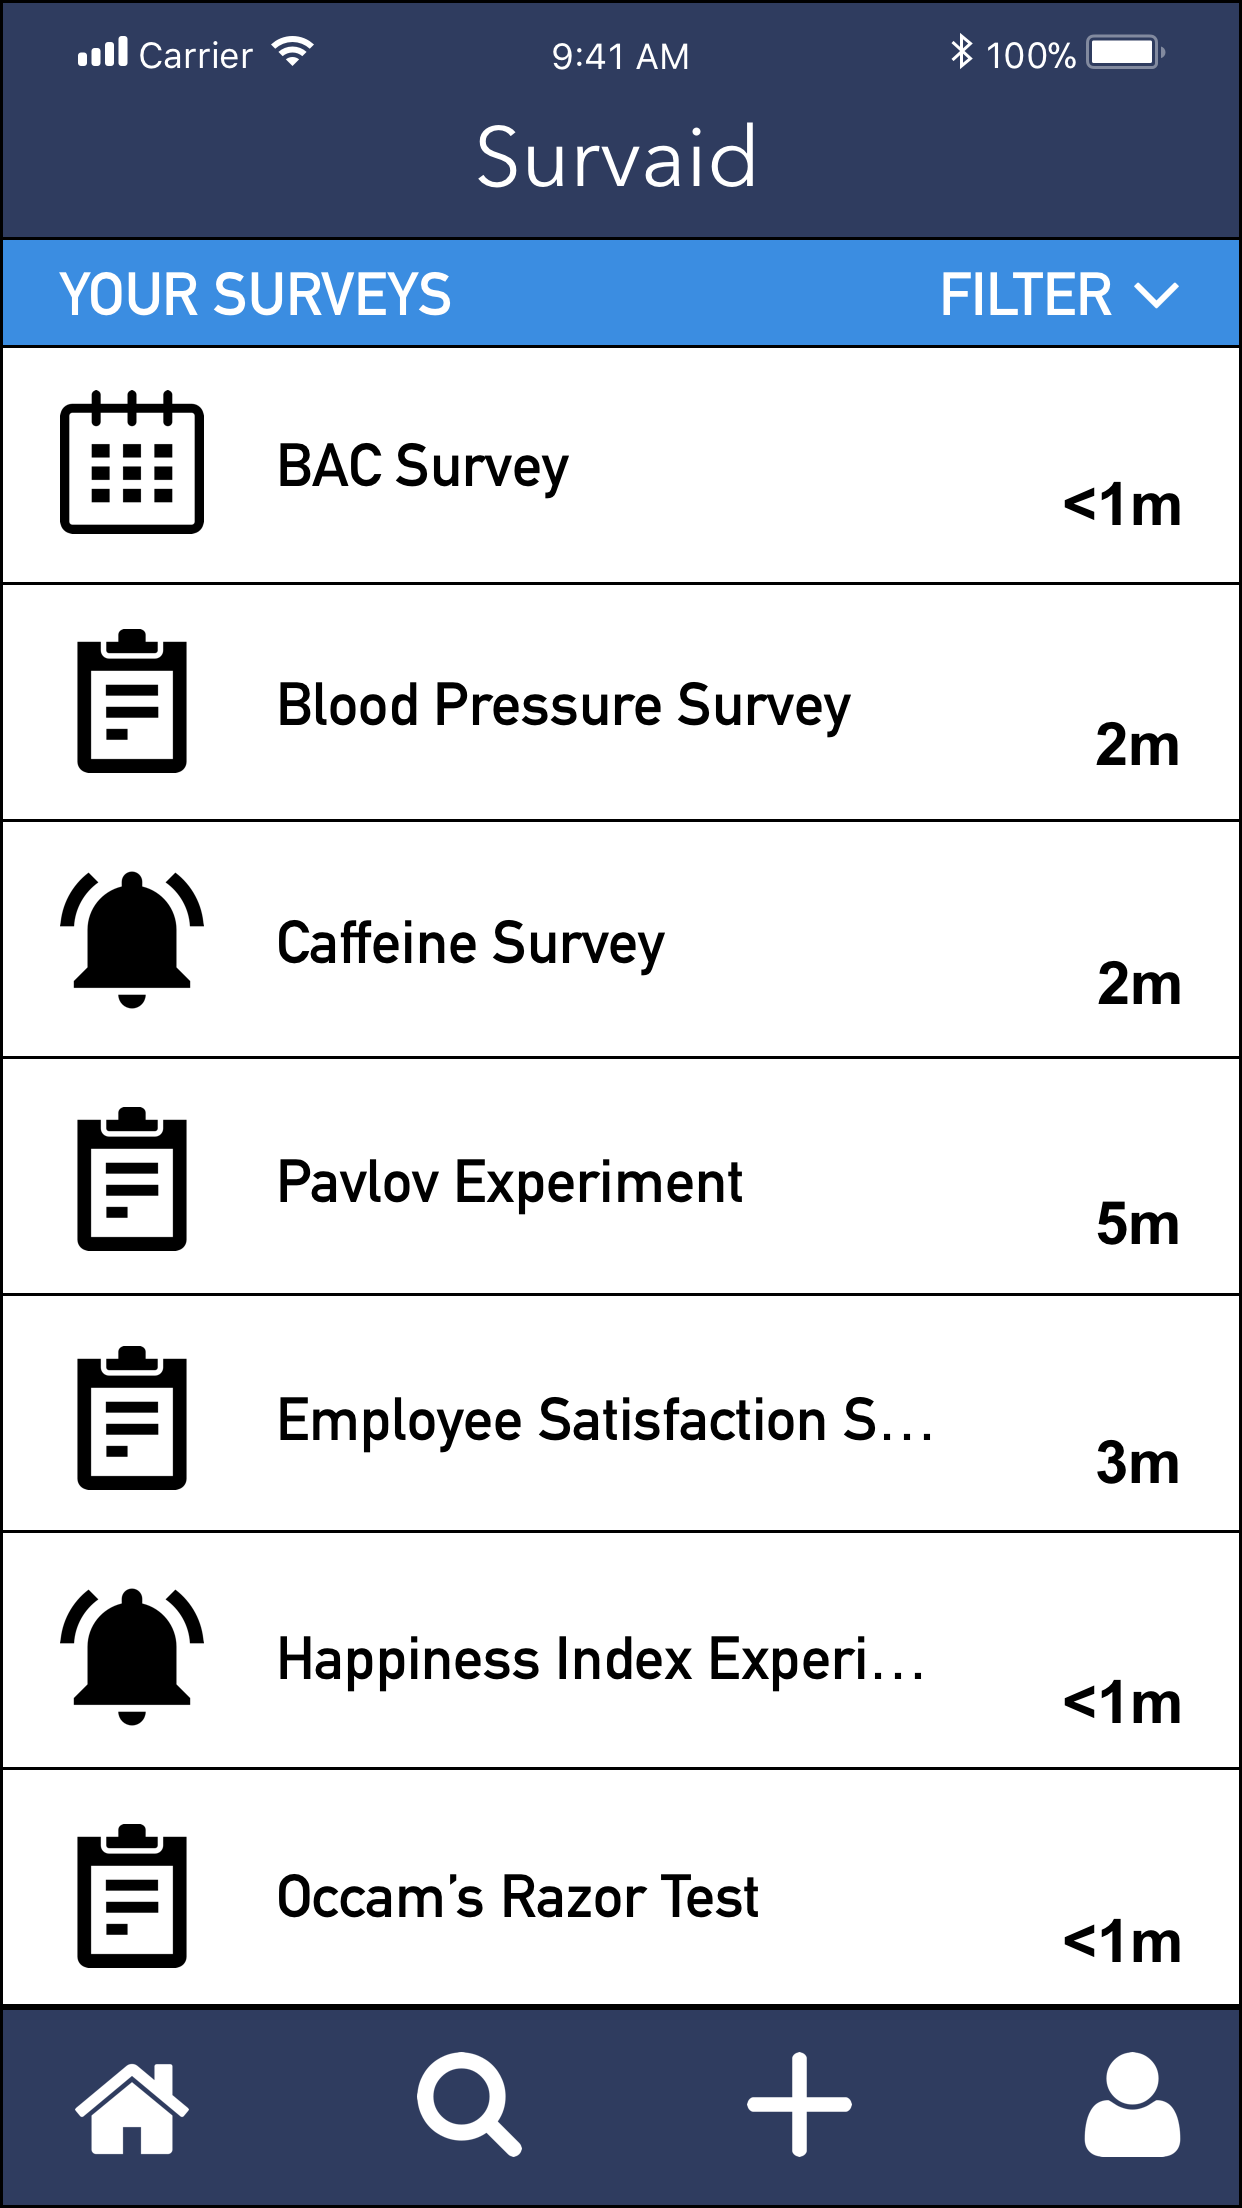 Carrier 9:41 AM 100%
Survaid
YOUR SURVEYS FILTER
BAC Survey
<1m
Blood Pressure Survey
2m
Caffeine Survey
2m
Pavlov Experiment
5m
Employee Satisfaction S...
3m
Happiness Index Experi...
<1m
Occam’s Razor Test
<1m